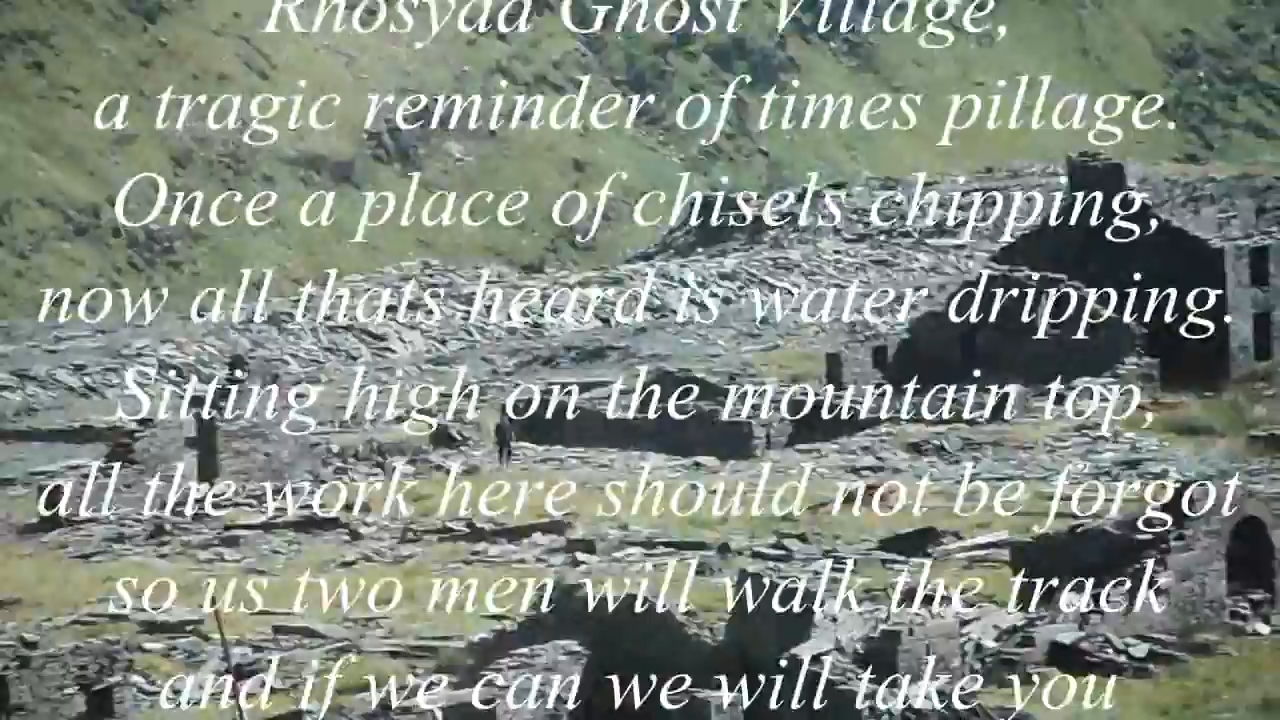 Rhosydd Ghost Village,
a tragic reminder of times pillage.
Once a place of chisels chipping,
now all thats heard is water dripping.
Sitting high on the mountain top,
all the work here should not be forgot
so us two men will walk the track
and if we can we will take you